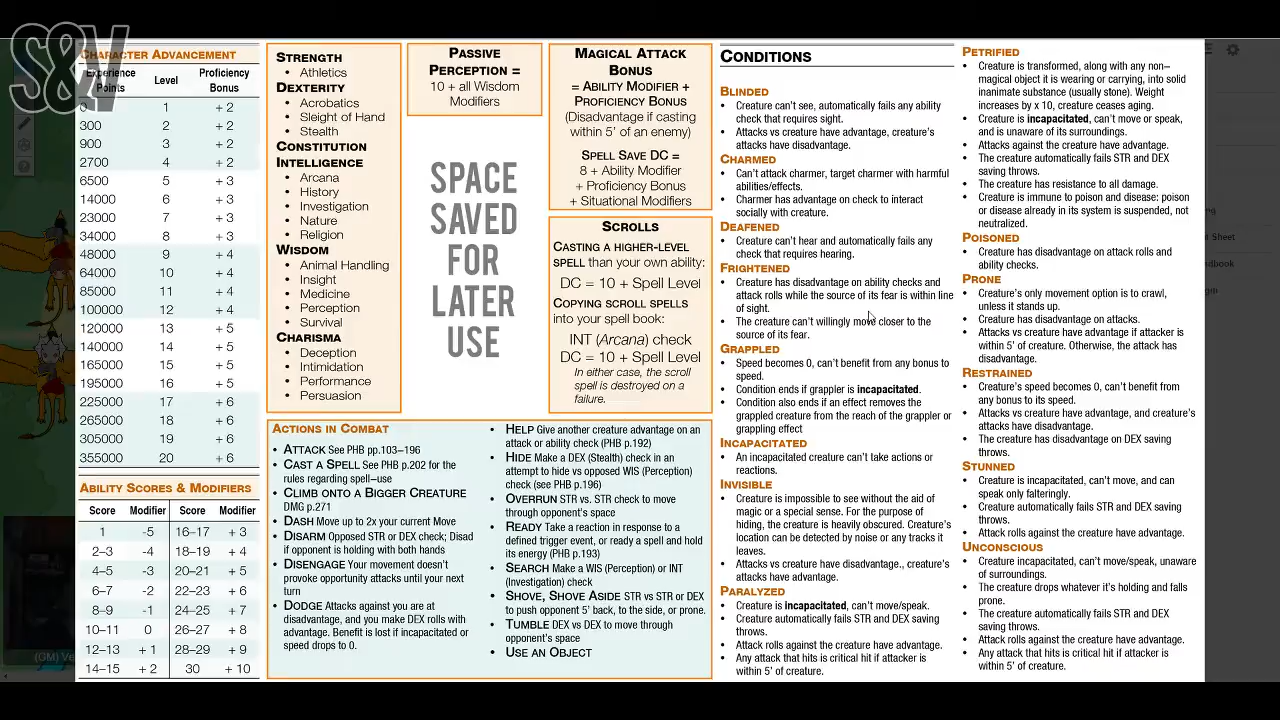 S&V
CHARACTER ADVANCEMENT
Experience Points Level Proficiency Bonus
0 1 + 2
300 2 + 2
900 3 + 2
2700 4 + 2
6500 5 + 3
14000 6 + 3
23000 7 + 3
34000 8 + 3
48000 9 + 4
64000 10 + 4
85000 11 + 4
100000 12 + 4
120000 13 + 5
140000 14 + 5
165000 15 + 5
195000 16 + 5
225000 17 + 6
265000 18 + 6
305000 19 + 6
355000 20 + 6
ABILITY SCORES & MODIFIERS
Score Modifier Score Modifier
1 -5 16–17 + 3
2–3 -4 18–19 + 4
4–5 -3 20–21 + 5
6–7 -2 22–23 + 6
8–9 -1 24–25 + 7
10–11 0 26–27 + 8
12–13 + 1 28–29 + 9
14–15 + 2 30 + 10
(GM) Ve
STRENGTH
• Athletics
DEXTERITY
• Acrobatics
• Sleight of Hand
• Stealth
CONSTITUTION
INTELLIGENCE
• Arcana
• History
• Investigation
• Nature
• Religion
WISDOM
• Animal Handling
• Insight
• Medicine
• Perception
• Survival
CHARISMA
• Deception
• Intimidation
• Performance
• Persuasion
PASSIVE
PERCEPTION =
10 + all Wisdom
Modifiers
SPACE
SAVED
FOR
LATER
USE
MAGICAL ATTACK
BONUS
= ABILITY MODIFIER +
PROFICIENCY BONUS
(Disadvantage if casting
within 5' of an enemy)
SPELL SAVE DC =
8 + Ability Modifier
+ Proficiency Bonus
+ Situational Modifiers
SCROLLS
CASTING A HIGHER-LEVEL
SPELL than your own ability:
DC = 10 + Spell Level
COPYING SCROLL SPELLS
into your spell book:
INT (Arcana) check
DC = 10 + Spell Level
In either case, the scroll
spell is destroyed on a
failure.
ACTIONS IN COMBAT
• ATTACK See PHB pp.103–196
• CAST A SPELL See PHB p.202 for the
rules regarding spell–use
• CLIMB ONTO A BIGGER CREATURE
DMG p.271
• DASH Move up to 2x your current Move
• DISARM Opposed STR or DEX check; Disad
if opponent is holding with both hands
• DISENGAGE Your movement doesn't
provoke opportunity attacks until your next
turn
• DODGE Attacks against you are at
disadvantage, and you make DEX rolls with
advantage. Benefit is lost if incapacitated or
speed drops to 0.
• HELP Give another creature advantage on an
attack or ability check (PHB p.192)
• HIDE Make a DEX (Stealth) check in an
attempt to hide vs opposed WIS (Perception)
check (see PHB p.196)
• OVERRUN STR vs. STR check to move
through opponent's space
• READY Take a reaction in response to a
defined trigger event, or ready a spell and hold
its energy (PHB p.193)
• SEARCH Make a WIS (Perception) or INT
(Investigation) check
• SHOVE, SHOVE ASIDE STR vs STR or DEX
to push opponent 5' back, to the side, or prone.
• TUMBLE DEX vs DEX to move through
opponent's space
• USE AN OBJECT
CONDITIONS
BLINDED
• Creature can't see, automatically fails any ability
check that requires sight.
• Attacks vs creature have advantage, creature's
attacks have disadvantage.
CHARMED
• Can't attack charmer, target charmer with harmful
abilities/effects.
• Charmer has advantage on check to interact
socially with creature.
DEAFENED
• Creature can't hear and automatically fails any
check that requires hearing.
FRIGHTENED
• Creature has disadvantage on ability checks and
attack rolls while the source of its fear is within line
of sight.
• The creature can't willingly move closer to the
source of its fear.
GRAPPLED
• Speed becomes 0, can't benefit from any bonus to
speed.
• Condition ends if grappler is incapacitated.
• Condition also ends if an effect removes the
grappled creature from the reach of the grappler or
grappling effect
INCAPACITATED
• An incapacitated creature can't take actions or
reactions.
INVISIBLE
• Creature is impossible to see without the aid of
magic or a special sense. For the purpose of
hiding, the creature is heavily obscured. Creature's
location can be detected by noise or any tracks it
leaves.
• Attacks vs creature have disadvantage., creature's
attacks have advantage.
PARALYZED
• Creature is incapacitated, can't move/speak.
• Creature automatically fails STR and DEX saving
throws.
• Attack rolls against the creature have advantage.
• Any attack that hits is critical hit if attacker is
within 5' of creature.
PETRIFIED
• Creature is transformed, along with any non–
magical object it is wearing or carrying, into solid
inanimate substance (usually stone). Weight
increases by x 10, creature ceases aging.
• Creature is incapacitated, can't move or speak,
and is unaware of its surroundings.
• Attacks against the creature have advantage.
• The creature automatically fails STR and DEX
saving throws.
• The creature has resistance to all damage.
• Creature is immune to poison and disease: poison
or disease already in its system is suspended, not
neutralized.
POISONED
• Creature has disadvantage on attack rolls and
ability checks.
PRONE
• Creature's only movement option is to crawl,
unless it stands up.
• Creature has disadvantage on attacks.
• Attacks vs creature have advantage if attacker is
within 5' of creature. Otherwise, the attack has
disadvantage.
RESTRAINED
• Creature's speed becomes 0, can't benefit from
any bonus to its speed.
• Attacks vs creature have advantage, and creature's
attacks have disadvantage.
• The creature has disadvantage on DEX saving
throws.
STUNNED
• Creature is incapacitated, can't move, and can
speak only falteringly.
• Creature automatically fails STR and DEX saving
throws.
• Attack rolls against the creature have advantage.
UNCONSCIOUS
• Creature incapacitated, can't move/speak, unaware
of surroundings.
• The creature drops whatever it's holding and falls
prone.
• The creature automatically fails STR and DEX
saving throws.
• Attack rolls against the creature have advantage.
• Any attack that hits is critical hit if attacker is
within 5' of creature.
t Sheet
dbook